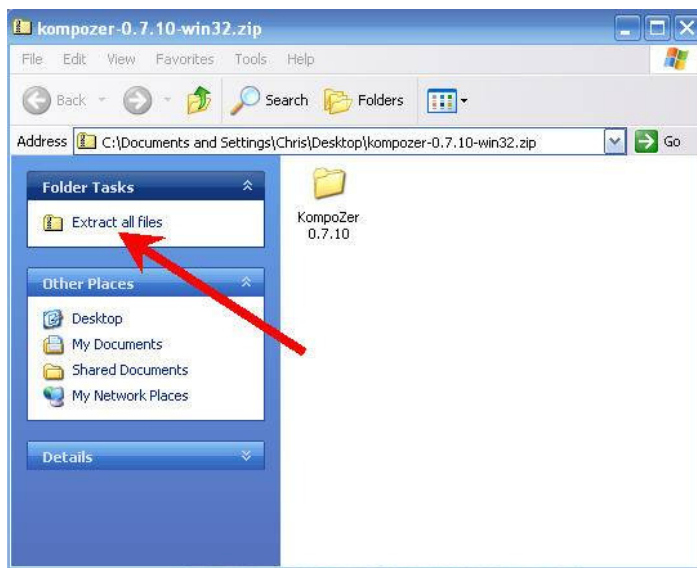 kompozer-0.7.10-win32.zip
File Edit View Favorites Tools Help
Back Search Folders
Address C:\Documents and Settings\Chris\Desktop\kompozer-0.7.10-win32.zip Go
Folder Tasks
Extract all files
KompoZer
0.7.10
Other Places
Desktop
My Documents
Shared Documents
My Network Places
Details